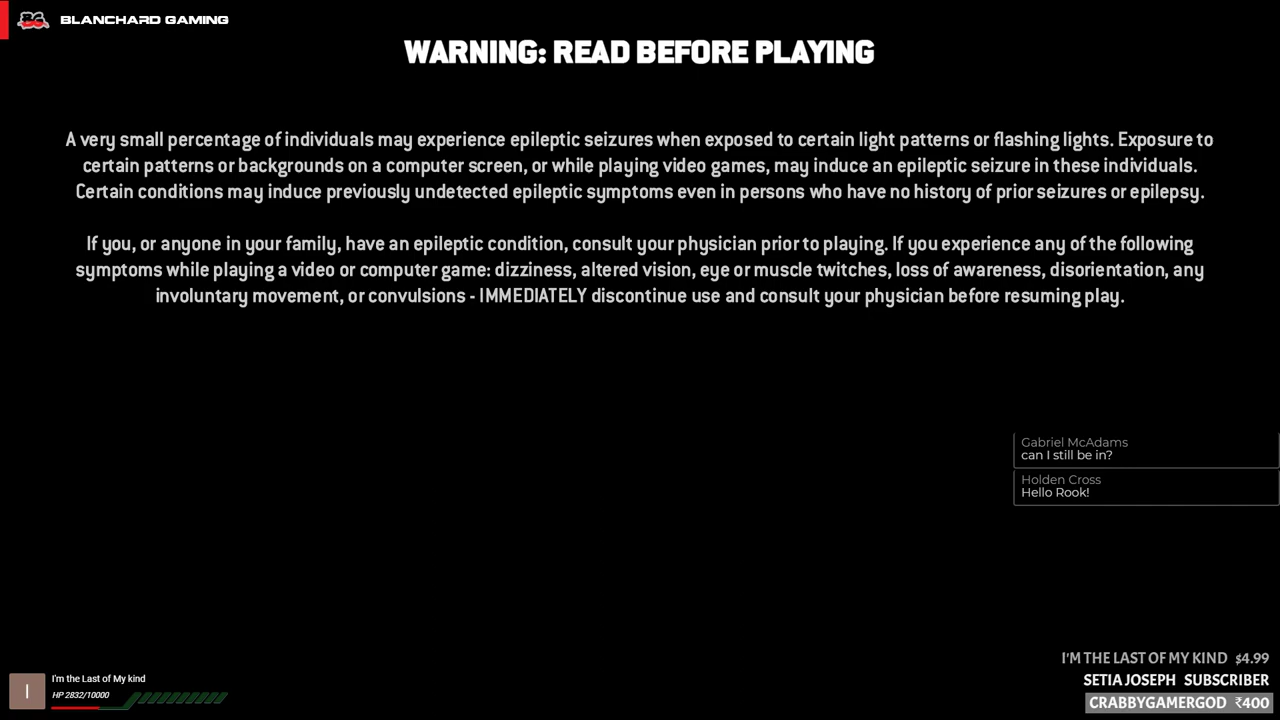 BLANCHARD GAMING
WARNING: READ BEFORE PLAYING
A very small percentage of individuals may experience epileptic seizures when exposed to certain light patterns or flashing lights. Exposure to
certain patterns or backgrounds on a computer screen, or while playing video games, may induce an epileptic seizure in these individuals.
Certain conditions may induce previously undetected epileptic symptoms even in persons who have no history of prior seizures or epilepsy.
If you, or anyone in your family, have an epileptic condition, consult your physician prior to playing. If you experience any of the following
symptoms while playing a video or computer game: dizziness, altered vision, eye or muscle twitches, loss of awareness, disorientation, any
involuntary movement, or convulsions - IMMEDIATELY discontinue use and consult your physician before resuming play.
Gabriel McAdams
can I still be in?
Holden Cross
Hello Rook!
I'M THE LAST OF MY KIND $4.99
SETIA JOSEPH SUBSCRIBER
CRABBYGAMERGOD ₹400
I
I'm the Last of My kind
HP 2832/10000